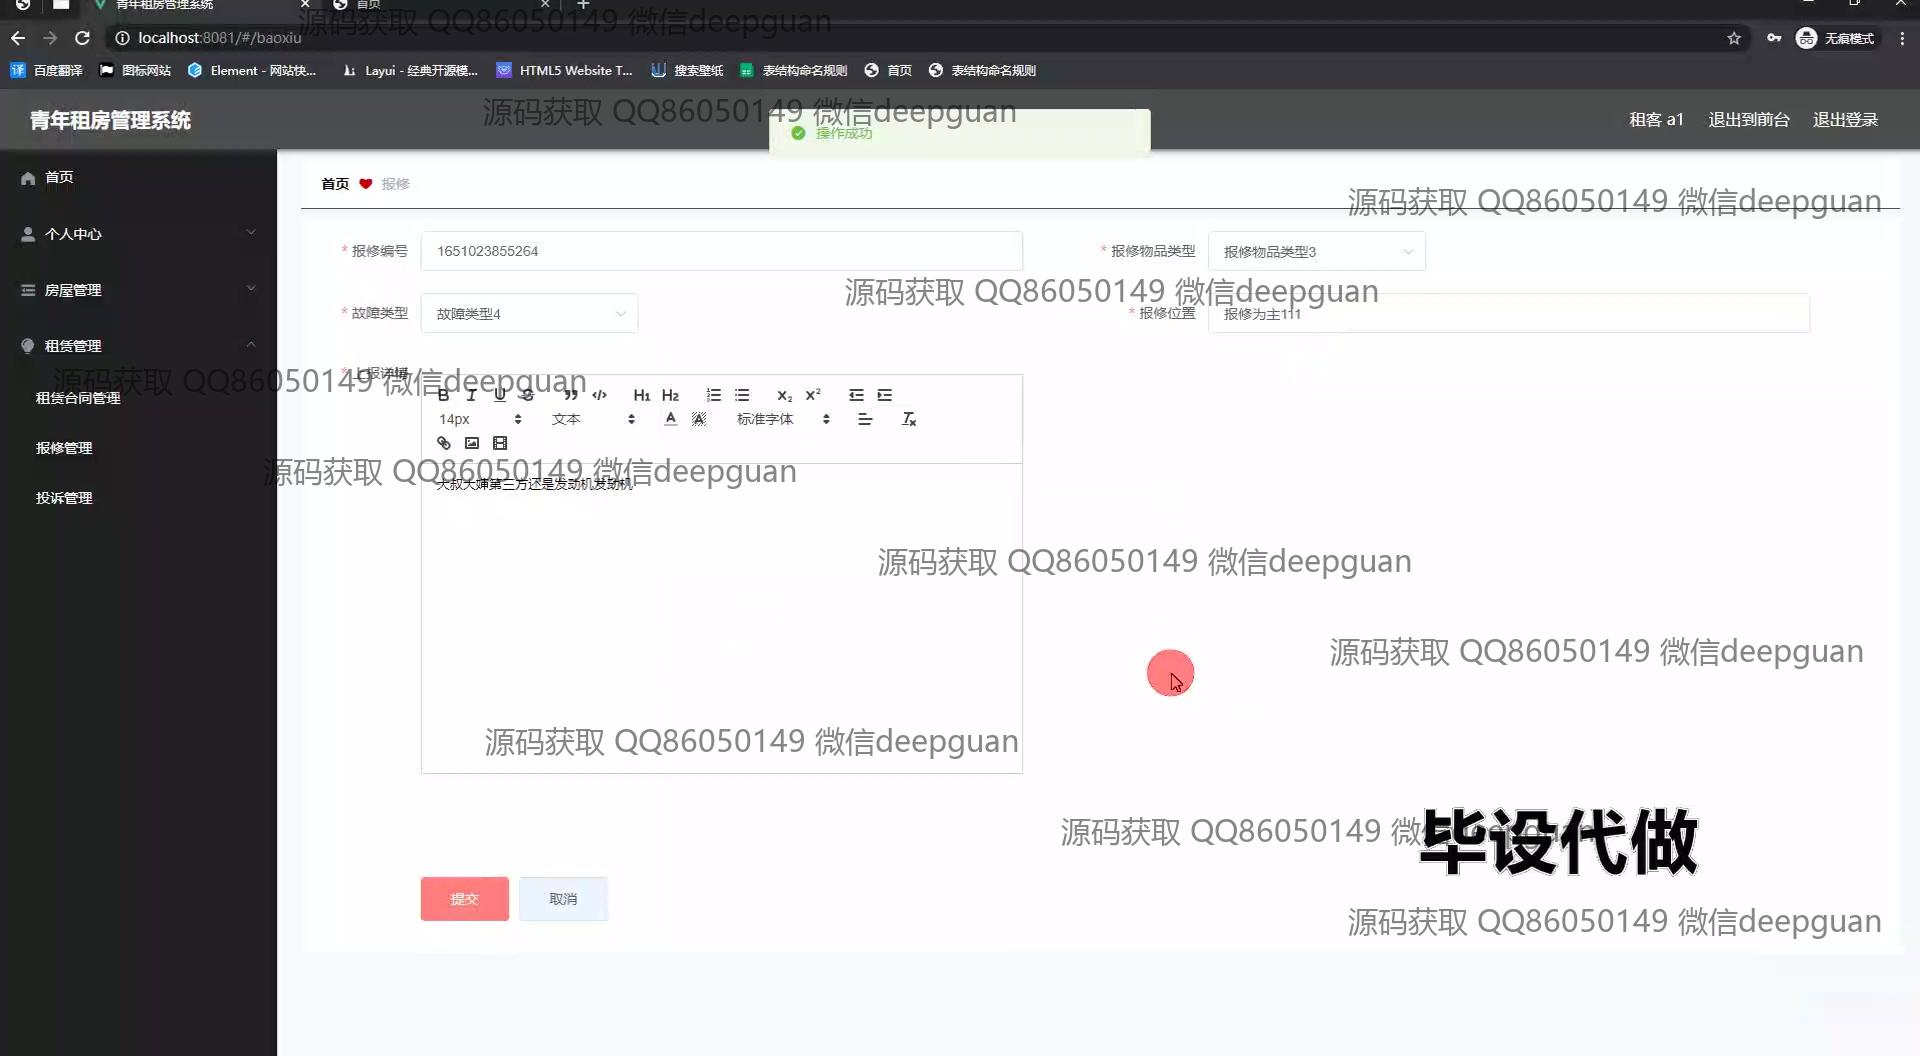 青年租房管理系统
首页
源码获取 QQ86050149 微信deepguan
localhost:8081/#/baoxiu
无痕模式
百度翻译
图标网站
Element - 网站快...
Layui - 经典开源模...
HTML5 Website T...
搜索壁纸
表结构命名规则
首页
表结构命名规则
源码获取 QQ86050149 微信deepguan
青年租房管理系统
操作成功
租客 a1
退出到前台
退出登录
首页
个人中心
房屋管理
租赁管理
租赁合同管理
报修管理
投诉管理
首页
报修
源码获取 QQ86050149 微信deepguan
* 报修编号
1651023855264
* 报修物品类型
报修物品类型3
源码获取 QQ86050149 微信deepguan
* 故障类型
故障类型4
* 报修位置
报修为主111
* 上报详情
源码获取 QQ86050149 微信deepguan
H1 H2
14px
文本
标准字体
源码获取 QQ86050149 微信deepguan
大叔大婶第三方还是发动机发动机
源码获取 QQ86050149 微信deepguan
源码获取 QQ86050149 微信deepguan
源码获取 QQ86050149 微信deepguan
源码获取 QQ86050149 微信deepguan
毕设代做
提交
取消
源码获取 QQ86050149 微信deepguan